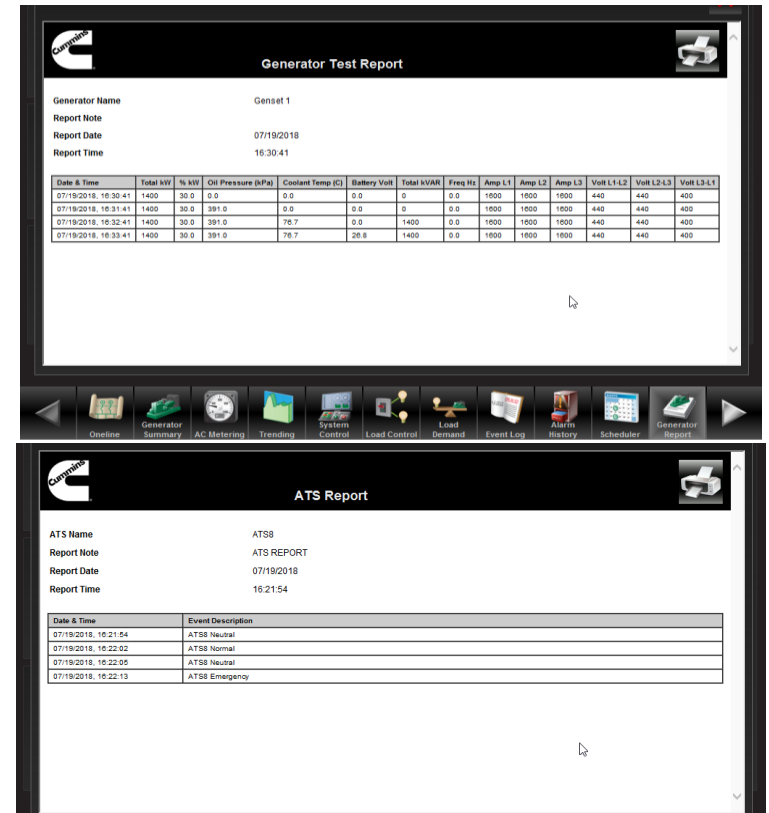 Cummins
Generator Test Report
Generator Name Genset 1
Report Note
Report Date 07/19/2018
Report Time 16:30:41
Date & Time Total kW % kW Oil Pressure (kPa) Coolant Temp (C) Battery Volt Total kVAR Freq Hz Amp L1 Amp L2 Amp L3 Volt L1-L2 Volt L2-L3 Volt L3-L1
07/19/2018, 16:30:41 1400 30.0 0.0 0.0 0.0 0 0.0 1600 1600 1600 440 440 400
07/19/2018, 16:31:41 1400 30.0 391.0 0.0 0.0 0 0.0 1600 1600 1600 440 440 400
07/19/2018, 16:32:41 1400 30.0 391.0 76.7 0.0 1400 0.0 1600 1600 1600 440 440 400
07/19/2018, 16:33:41 1400 30.0 391.0 76.7 26.8 1400 0.0 1600 1600 1600 440 440 400
Oneline
Generator Summary
AC Metering
Trending
System Control
Load Control
Load Demand
Event Log
Alarm History
Scheduler
Generator Report
Cummins
ATS Report
ATS Name ATS8
Report Note ATS REPORT
Report Date 07/19/2018
Report Time 16:21:54
Date & Time Event Description
07/19/2018, 16:21:54 ATS8 Neutral
07/19/2018, 16:22:02 ATS8 Normal
07/19/2018, 16:22:05 ATS8 Neutral
07/19/2018, 16:22:13 ATS8 Emergency